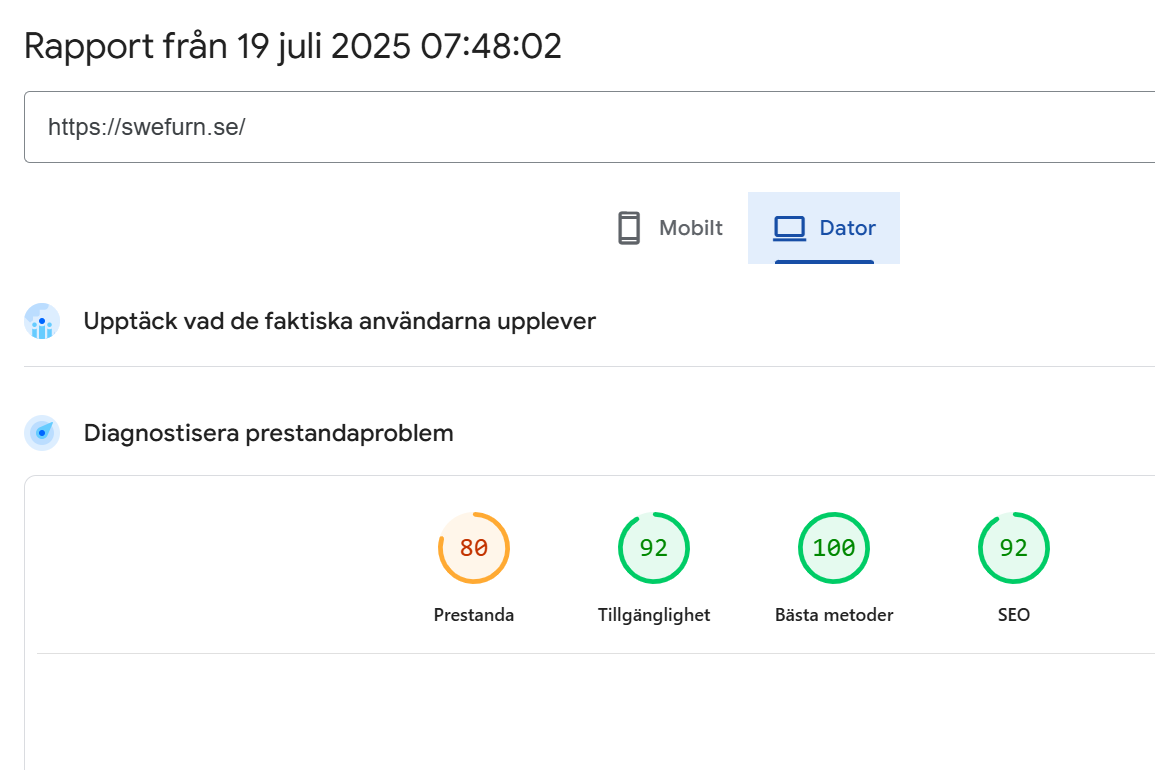 Rapport från 19 juli 2025 07:48:02
https://swefurn.se/
Mobilt Dator
Upptäck vad de faktiska användarna upplever
Diagnostisera prestandaproblem
80 92 100 92
Prestanda Tillgänglighet Bästa metoder SEO